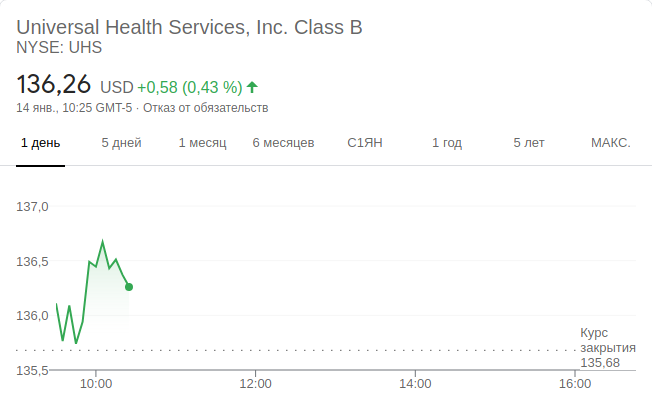 Universal Health Services, Inc. Class B
NYSE: UHS
136,26 USD +0,58 (0,43 %)
14 янв., 10:25 GMT-5 · Отказ от обязательств
1 день 5 дней 1 месяц 6 месяцев С1ЯН 1 год 5 лет МАКС.
137,0
136,5
136,0
Курс
закрытия
135,68
135,5
10:00 12:00 14:00 16:00